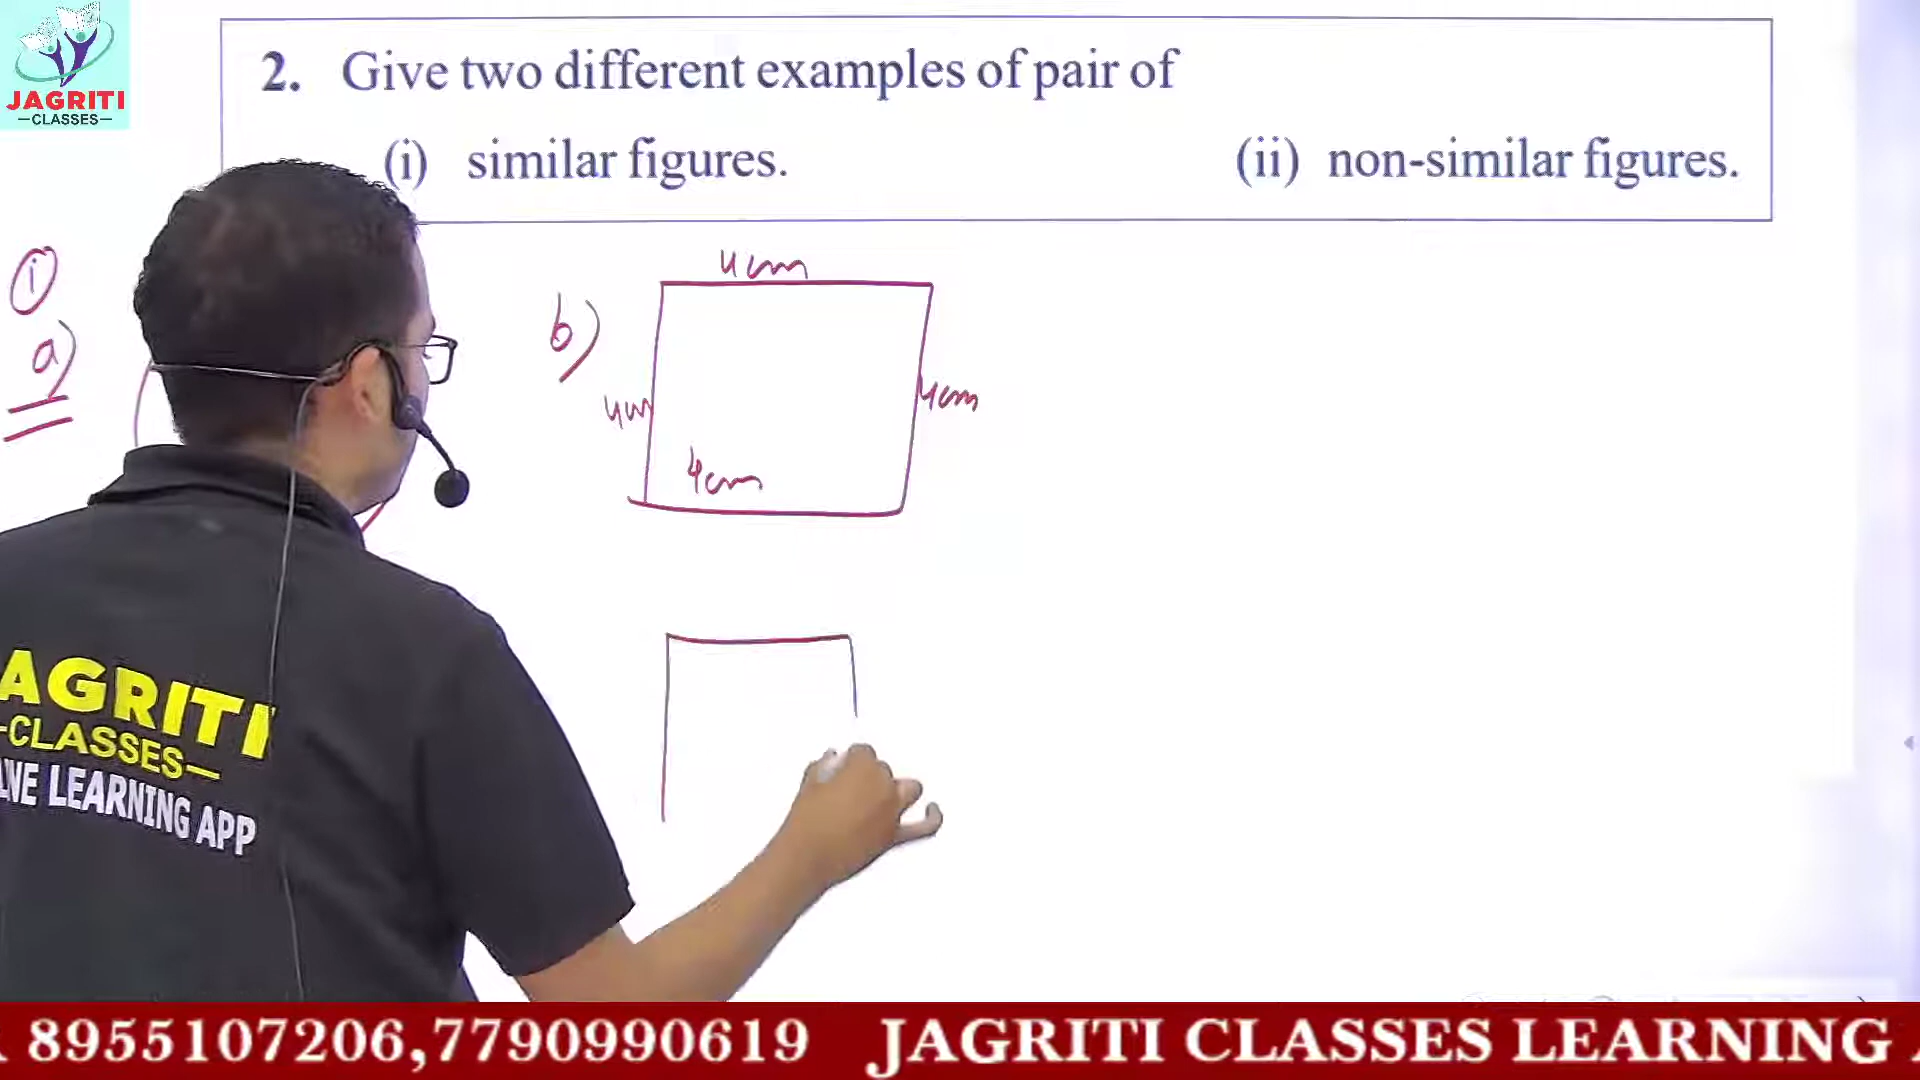 JAGRITI
—CLASSES—
2. Give two different examples of pair of
(i) similar figures. (ii) non-similar figures.
i
a)
b)
4cm
4cm
4cm
4cm
AGRITI
—CLASSES—
LEARNING APP
8955107206,7790990619 JAGRITI CLASSES LEARNING